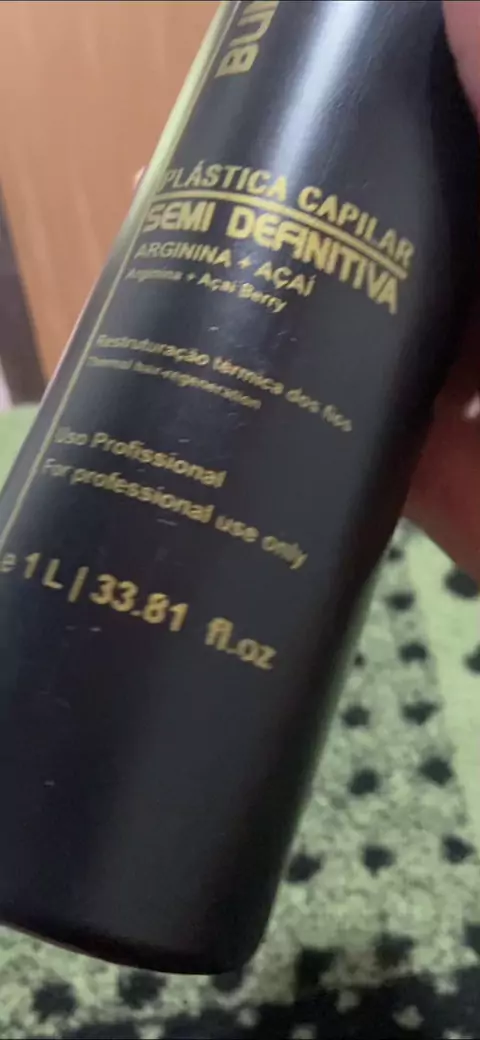 PLÁSTICA CAPILAR
SEMI DEFINITIVA
ARGININA + AÇAÍ
Arginina + Açaí Berry
Restruturação térmica dos fios
Thermal hair regeneration
Uso Profissional
For professional use only
e 1 L | 33.81 fl.oz